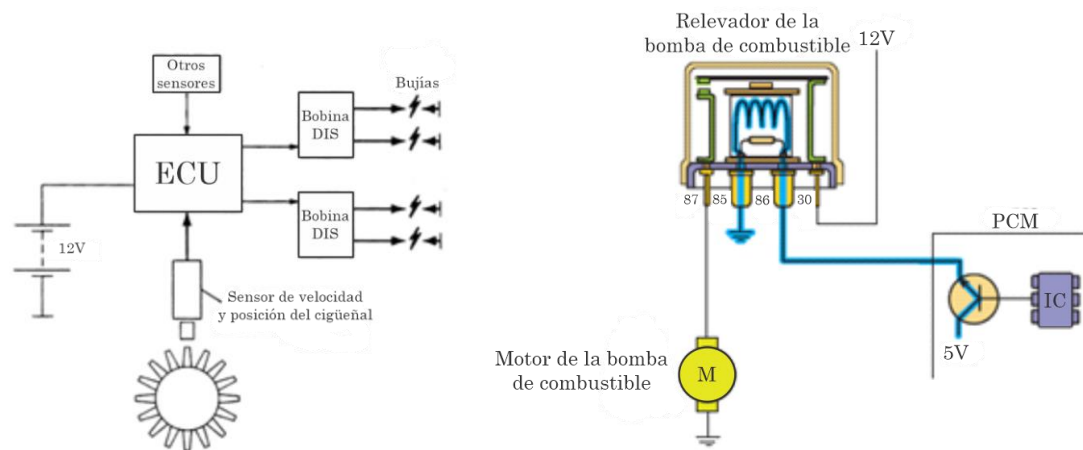 Otros
sensores
ECU
12V
Bobina
DIS
Bobina
DIS
Bujías
Sensor de velocidad
y posición del cigüeñal
Relevador de la
bomba de combustible
12V
87 85 86 30
PCM
IC
5V
Motor de la bomba
de combustible
M